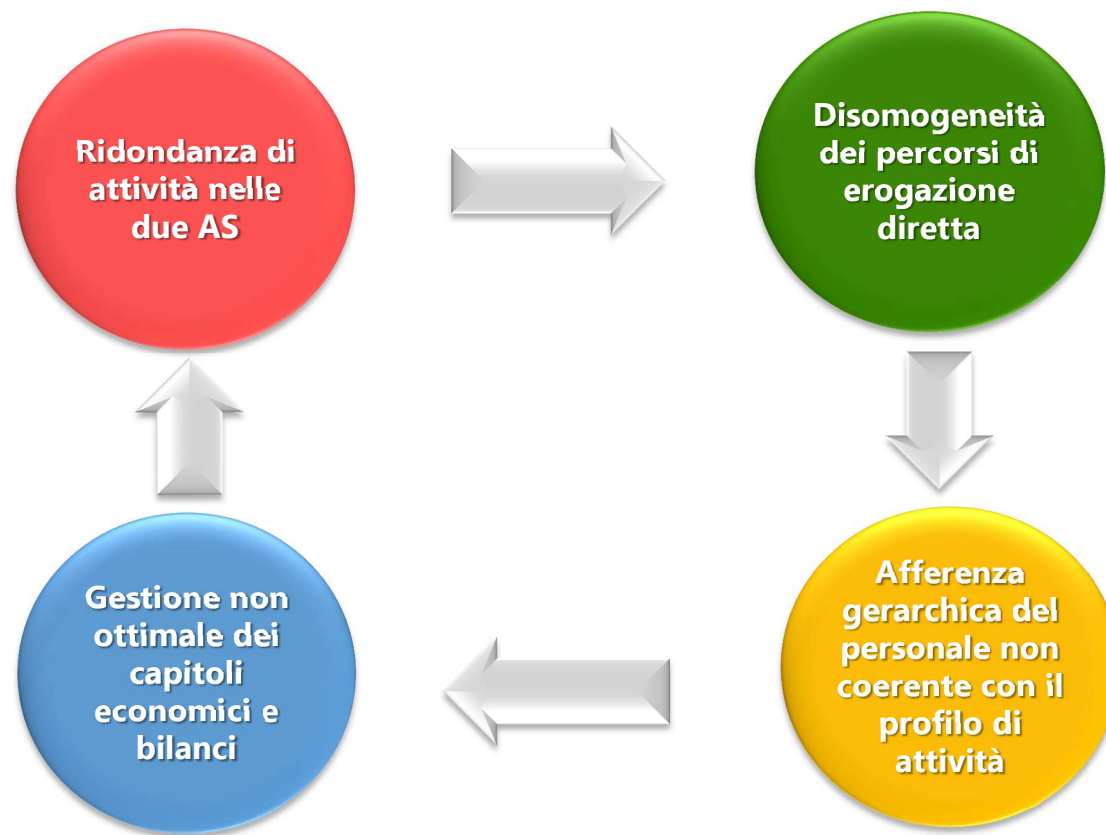 Ridondanza di
attività nelle
due AS
Disomogeneità
dei percorsi di
erogazione
diretta
Afferenza
gerarchica del
personale non
coerente con il
profilo di
attività
Gestione non
ottimale dei
capitoli
economici e
bilanci